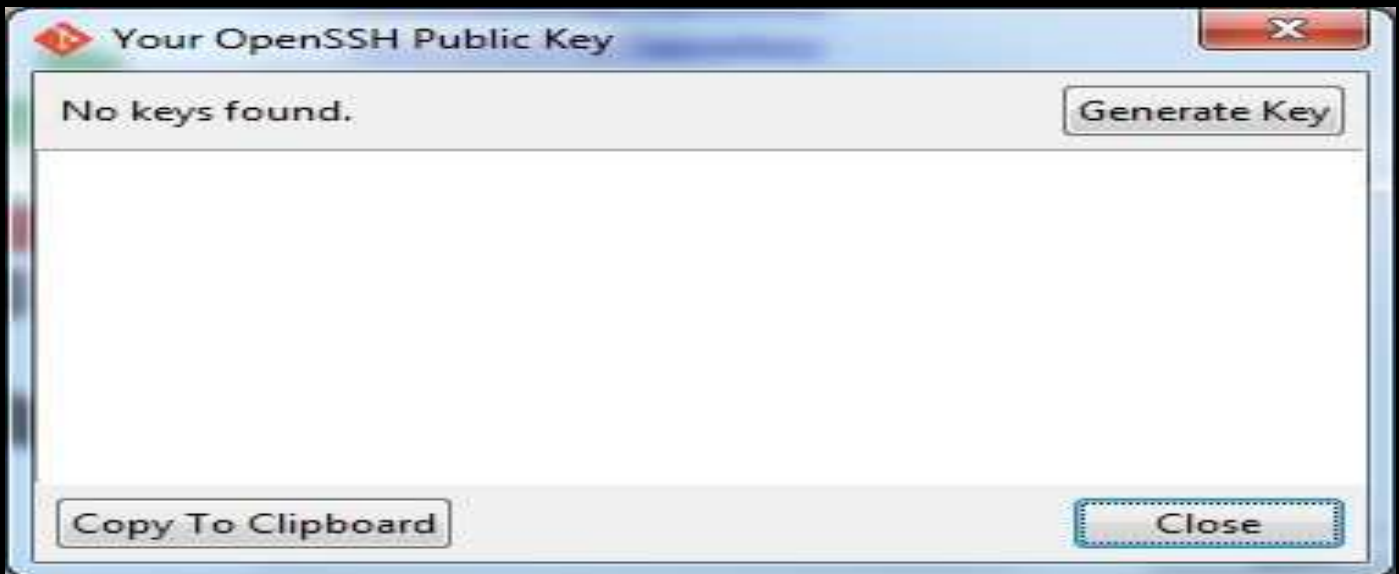 Your OpenSSH Public Key
No keys found.
Generate Key
Copy To Clipboard
Close